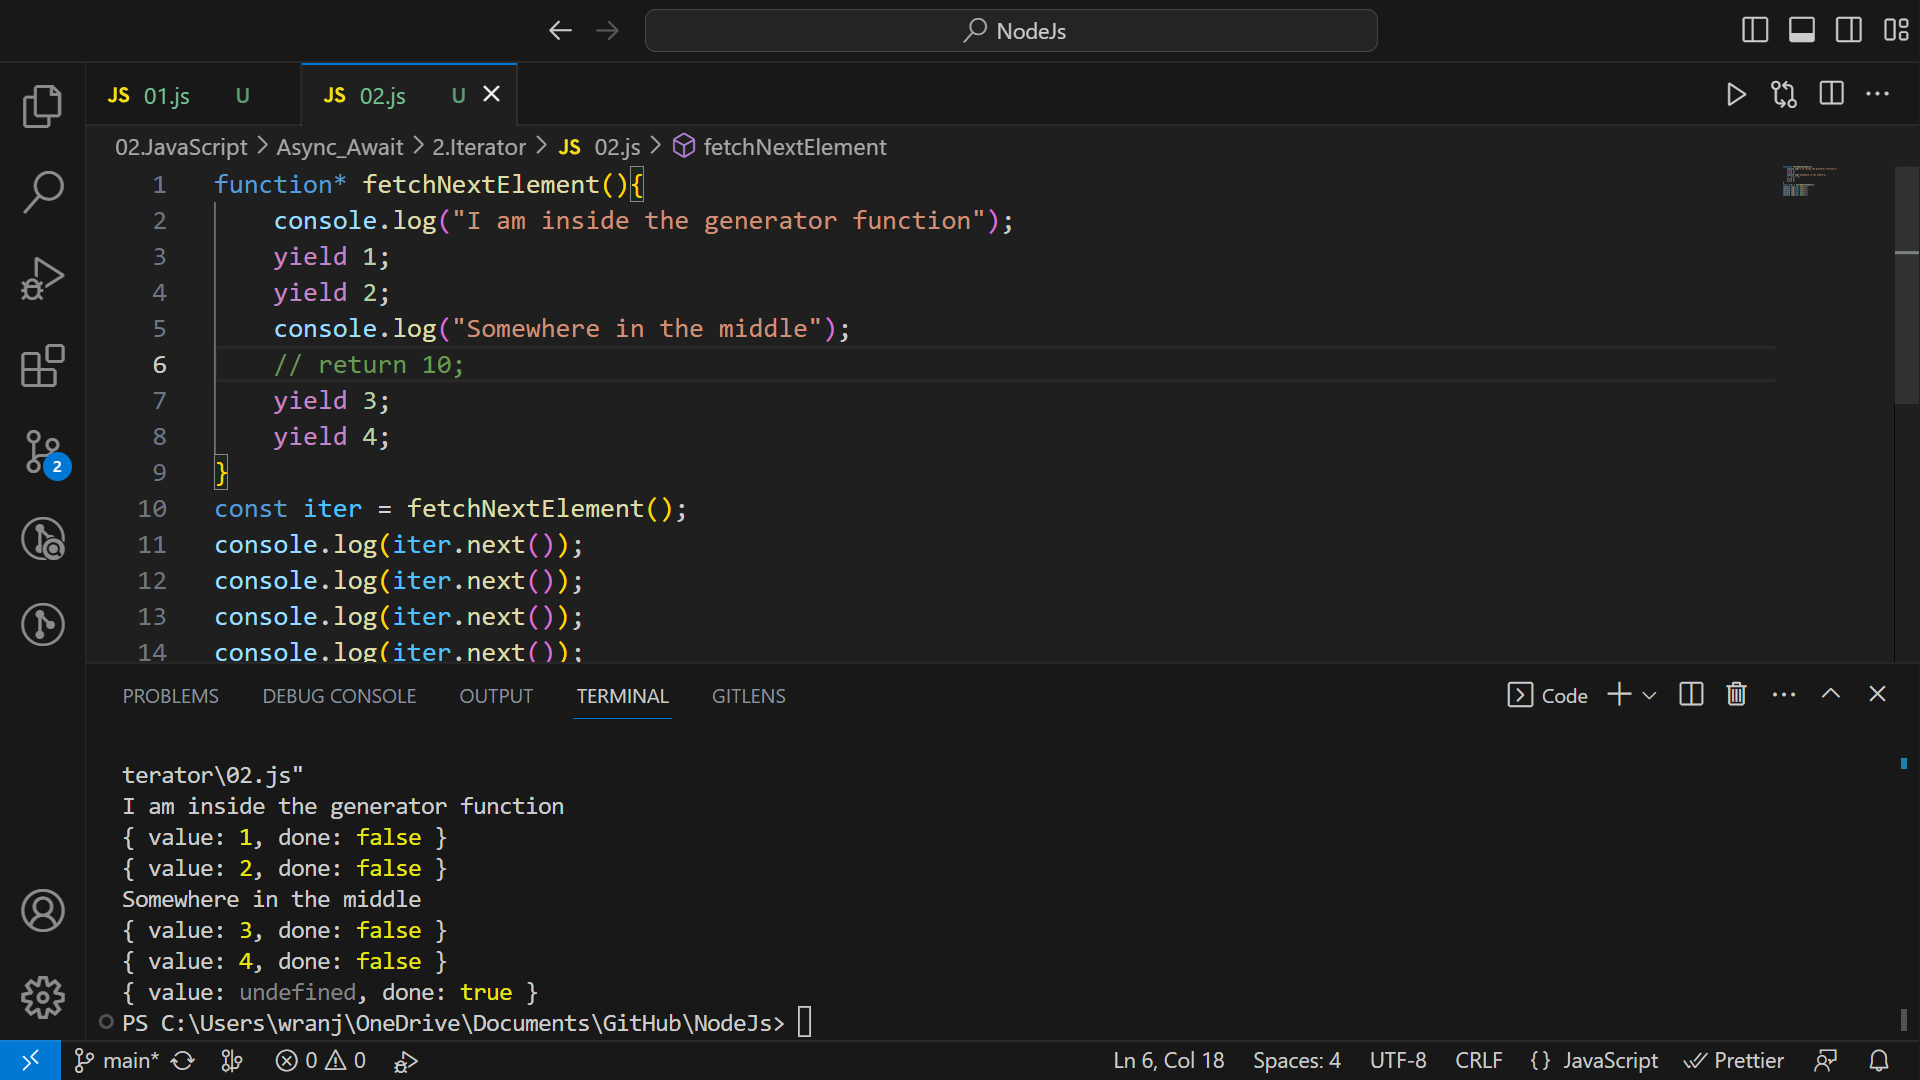 NodeJs
JS 01.js U JS 02.js U
02.JavaScript > Async_Await > 2.Iterator > JS 02.js > fetchNextElement
1 function* fetchNextElement(){
2 console.log("I am inside the generator function");
3 yield 1;
4 yield 2;
5 console.log("Somewhere in the middle");
6 // return 10;
7 yield 3;
8 yield 4;
9 }
10 const iter = fetchNextElement();
11 console.log(iter.next());
12 console.log(iter.next());
13 console.log(iter.next());
14 console.log(iter.next());
2
PROBLEMS DEBUG CONSOLE OUTPUT TERMINAL GITLENS Code
terator\02.js"
I am inside the generator function
{ value: 1, done: false }
{ value: 2, done: false }
Somewhere in the middle
{ value: 3, done: false }
{ value: 4, done: false }
{ value: undefined, done: true }
PS C:\Users\wranj\OneDrive\Documents\GitHub\NodeJs>
main* 0 0 Ln 6, Col 18 Spaces: 4 UTF-8 CRLF {} JavaScript Prettier